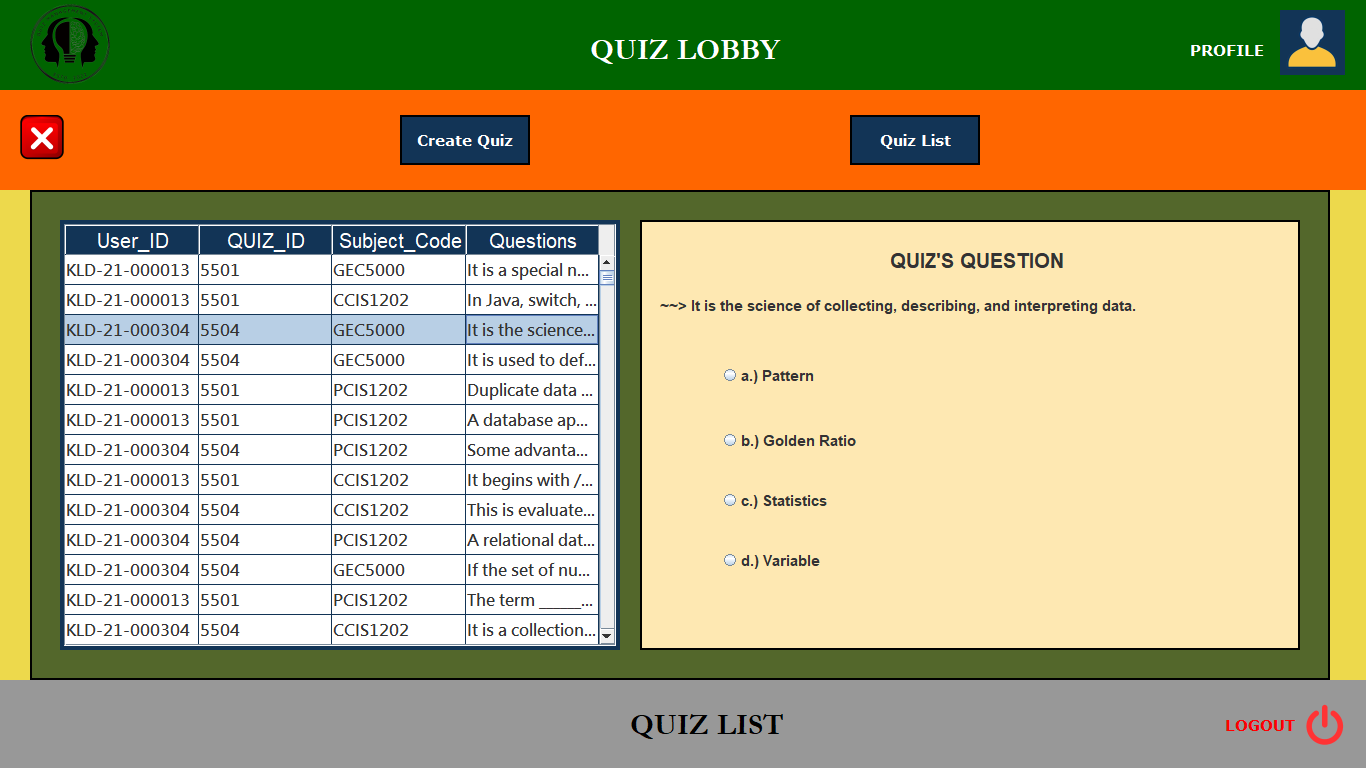 QUIZ LOBBY
PROFILE
Create Quiz
Quiz List
User_ID QUIZ_ID Subject_Code Questions
KLD-21-000013 5501 GEC5000 It is a special n...
KLD-21-000013 5501 CCIS1202 In Java, switch, ...
KLD-21-000304 5504 GEC5000 It is the science...
KLD-21-000304 5504 GEC5000 It is used to def...
KLD-21-000013 5501 PCIS1202 Duplicate data ...
KLD-21-000013 5501 PCIS1202 A database ap...
KLD-21-000304 5504 PCIS1202 Some advanta...
KLD-21-000013 5501 CCIS1202 It begins with /...
KLD-21-000304 5504 CCIS1202 This is evaluate...
KLD-21-000304 5504 PCIS1202 A relational dat...
KLD-21-000304 5504 GEC5000 If the set of nu...
KLD-21-000013 5501 PCIS1202 The term _____...
KLD-21-000304 5504 CCIS1202 It is a collection...
QUIZ'S QUESTION
~~> It is the science of collecting, describing, and interpreting data.
a.) Pattern
b.) Golden Ratio
c.) Statistics
d.) Variable
QUIZ LIST
LOGOUT